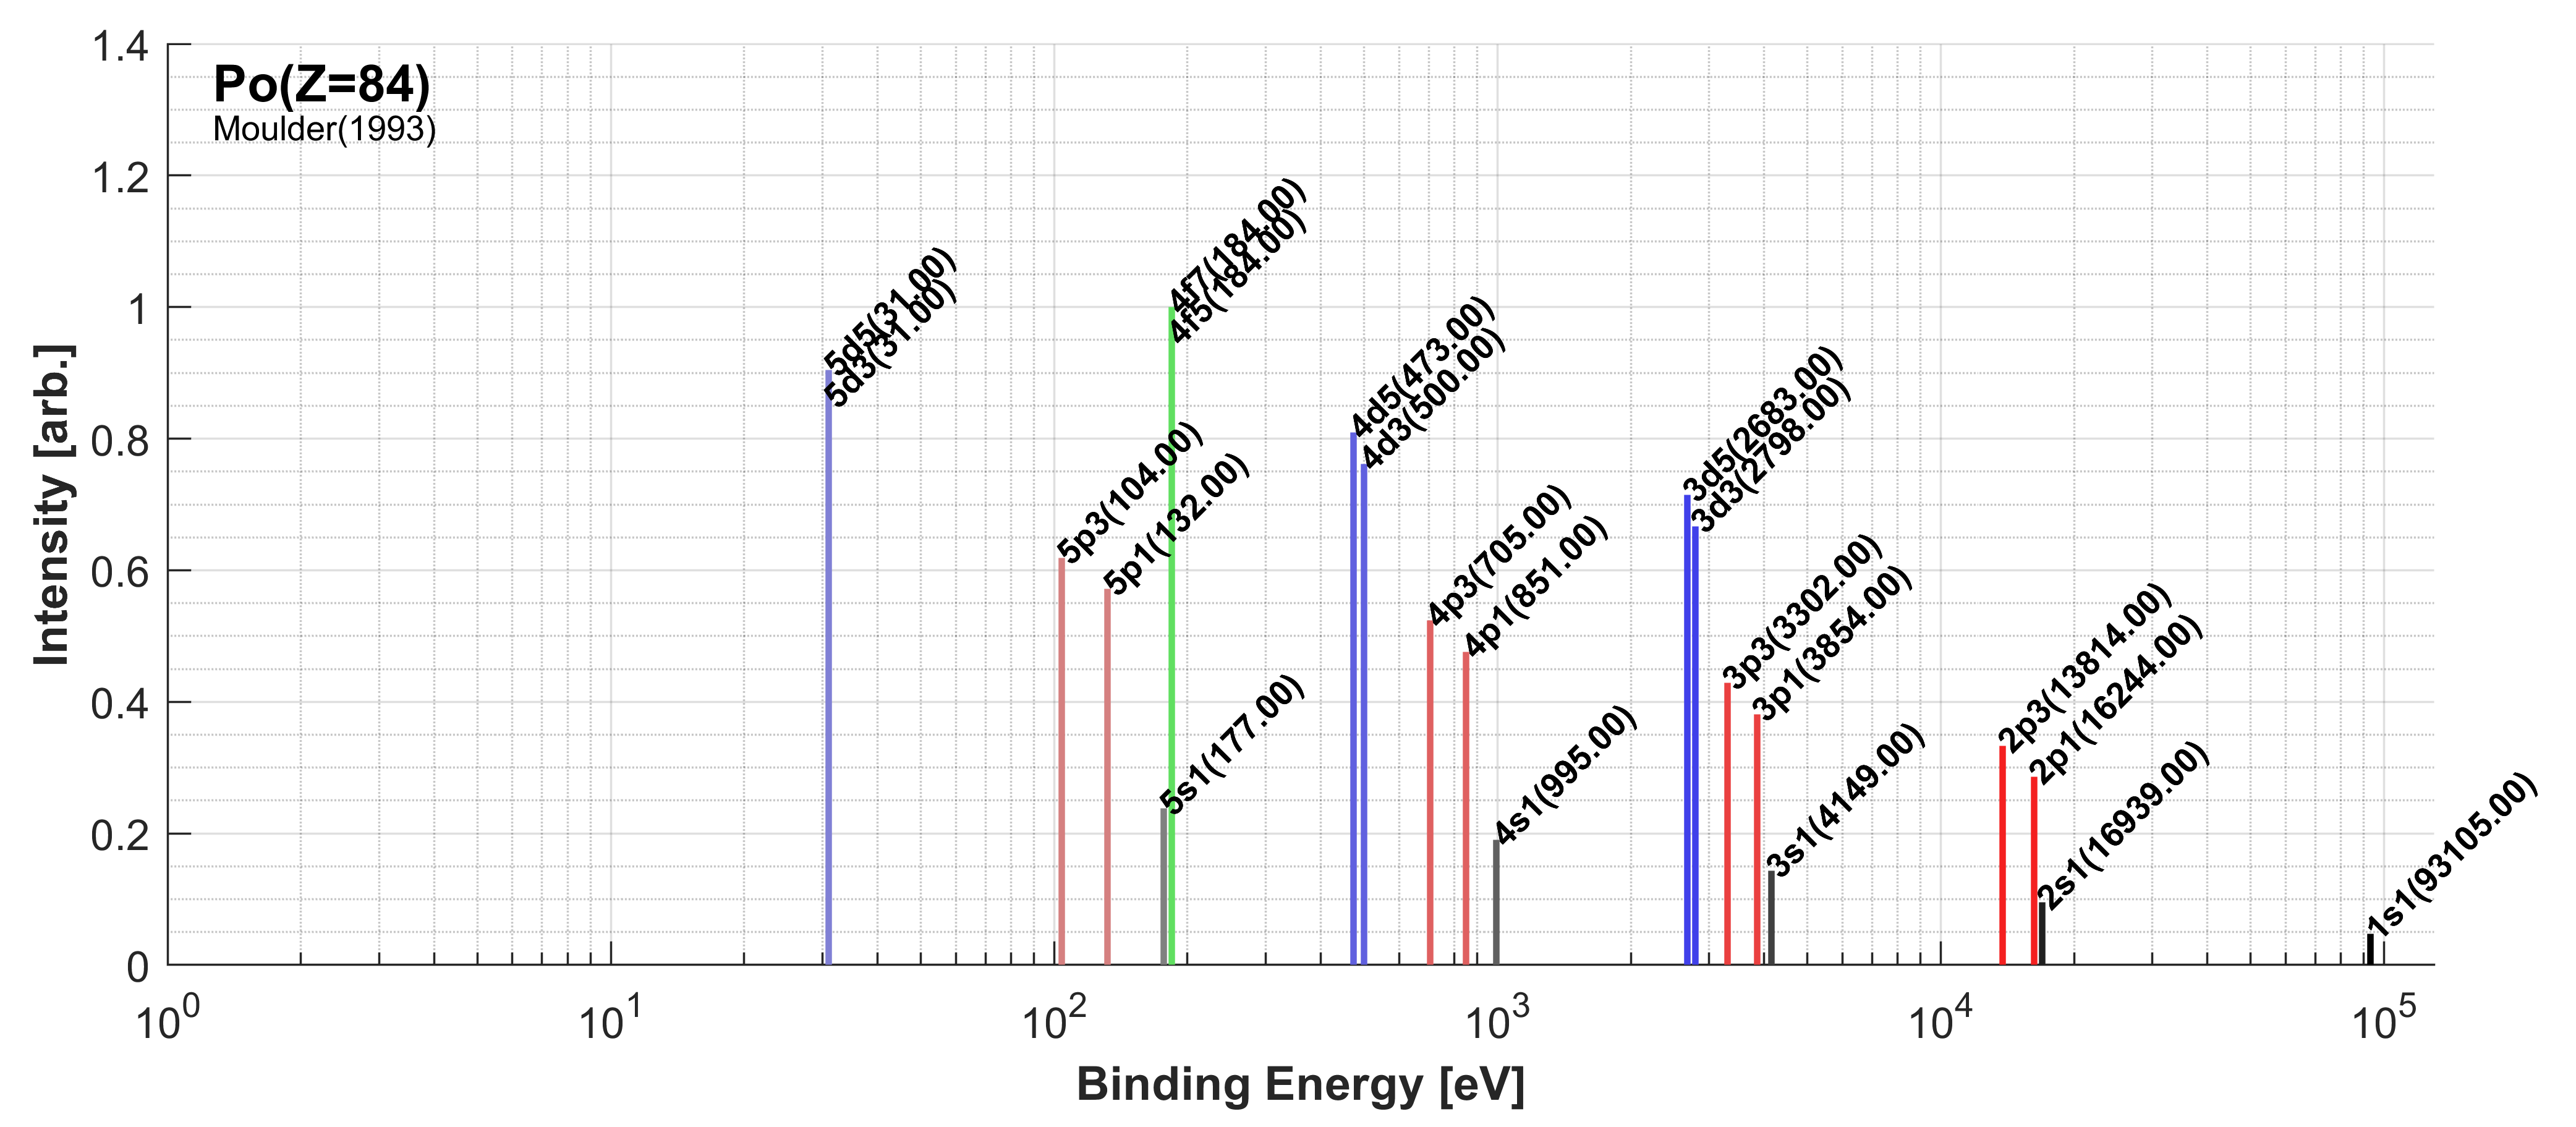 Po(Z=84)
Moulder(1993)
Intensity [arb.]
1.4
1.2
1
0.8
0.6
0.4
0.2
0
5d5(31.00)
5d3(31.00)
5p3(104.00)
5p1(132.00)
5s1(177.00)
4f7(184.00)
4f5(184.00)
4d5(473.00)
4d3(500.00)
4p3(705.00)
4p1(851.00)
4s1(995.00)
3d5(2683.00)
3d3(2798.00)
3p3(3302.00)
3p1(3854.00)
3s1(4149.00)
2p3(13814.00)
2p1(16244.00)
2s1(16939.00)
1s1(93105.00)
10^0 10^1 10^2 10^3 10^4 10^5
Binding Energy [eV]